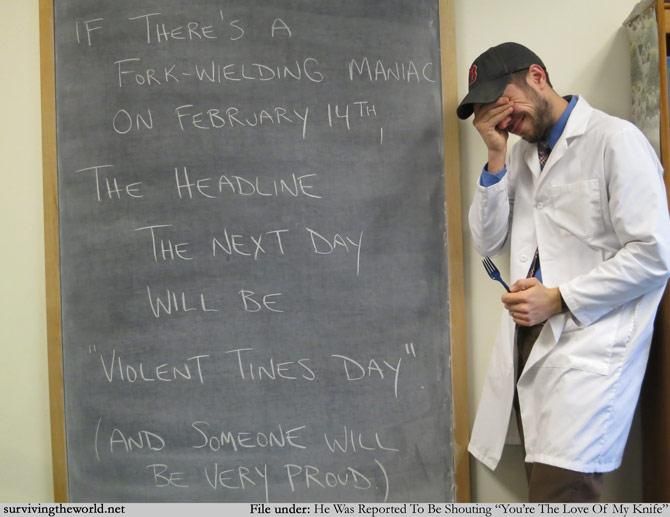 IF THERE'S A
FORK-WIELDING MANIAC
ON FEBRUARY 14TH,
THE HEADLINE
THE NEXT DAY
WILL BE
"VIOLENT TINES DAY".
(AND SOMEONE WILL
BE VERY PROUD.)
survivingtheworld.net
File under: He Was Reported To Be Shouting "You're The Love Of My Knife"